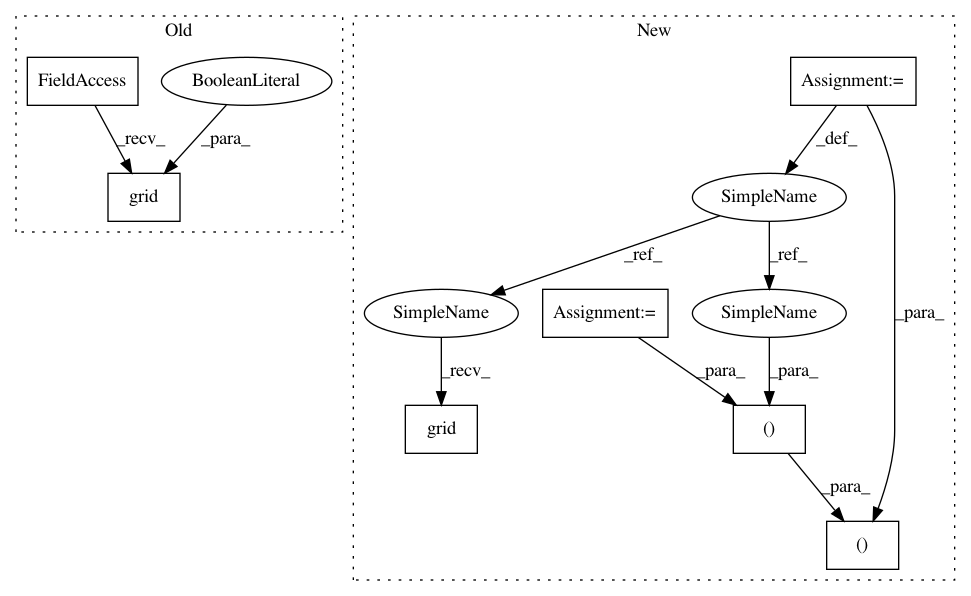 Old
New
FieldAccess
BooleanLiteral
Assignment:=
_recv_
_para_
_def_
grid
SimpleName
_ref_
_ref_
SimpleName
Assignment:=
SimpleName
_para_
_recv_
_para_
_para_
grid
()
_para_
()